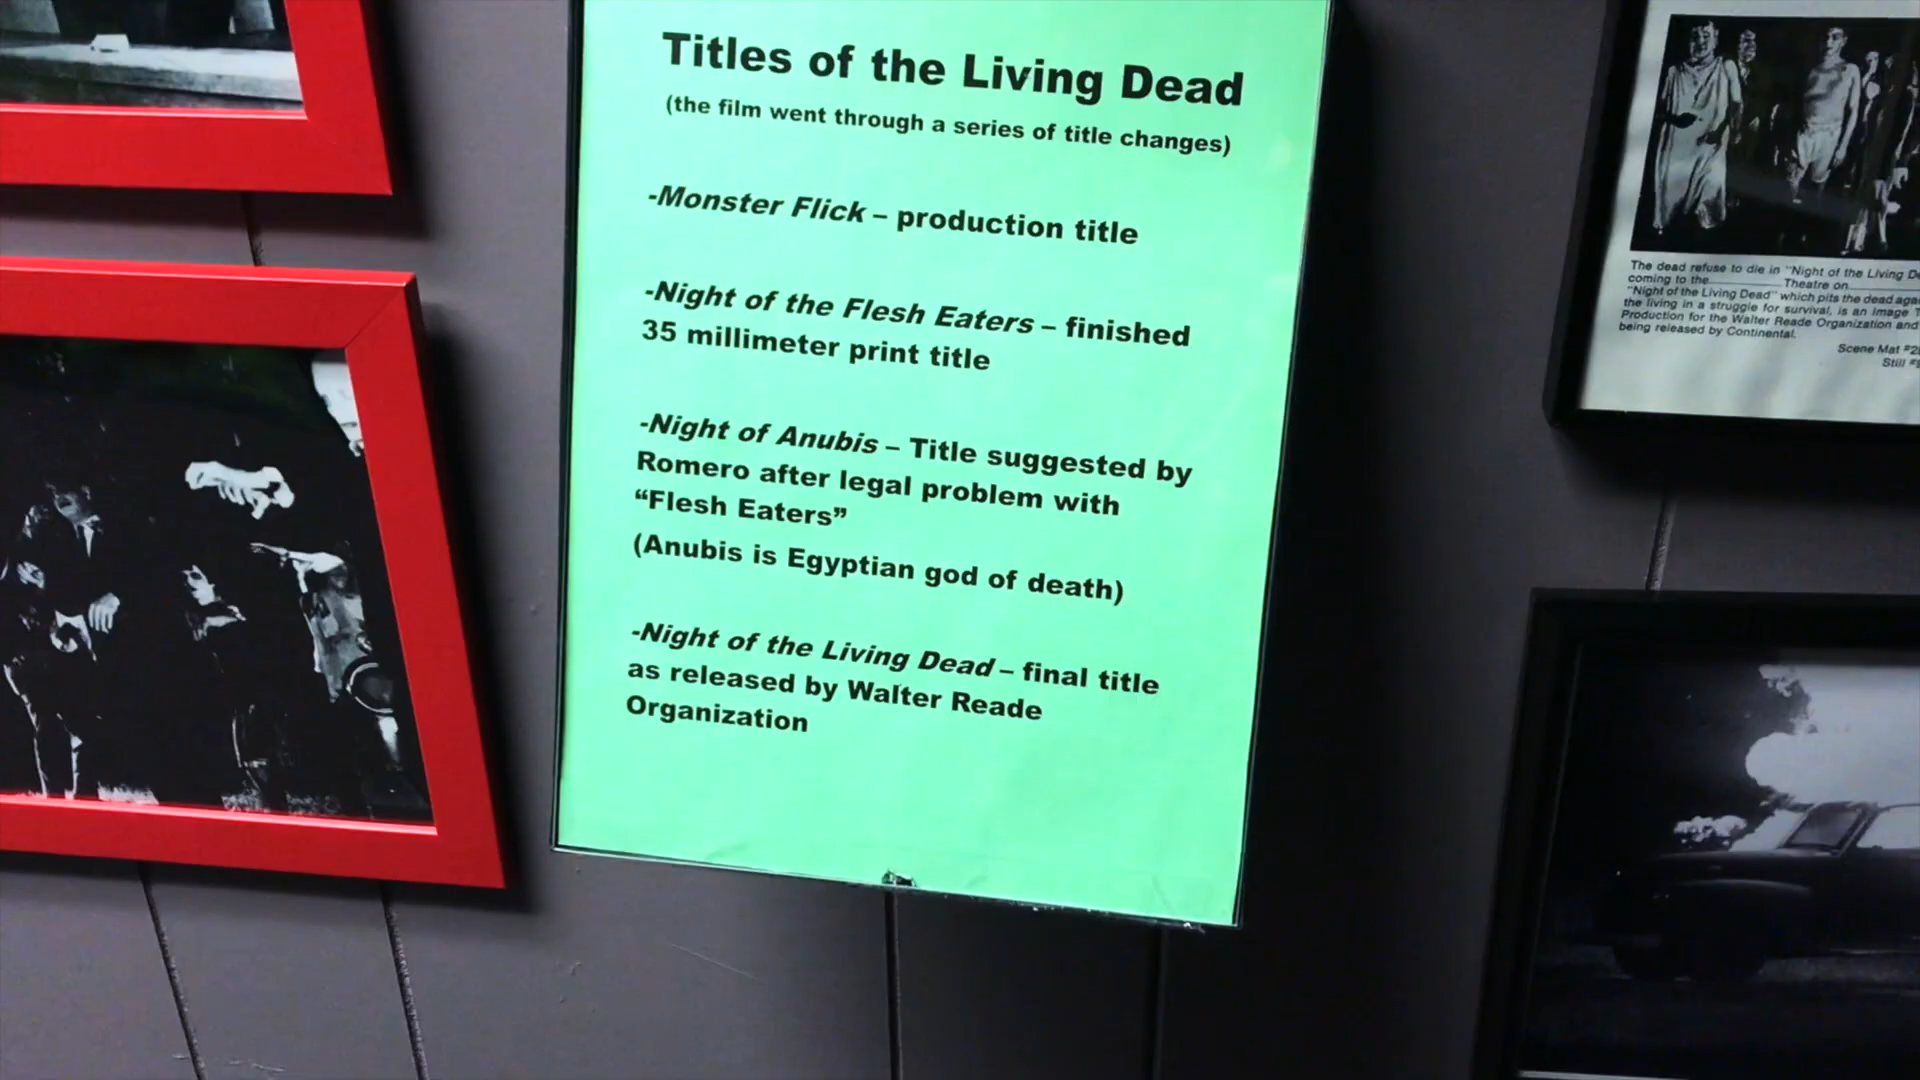 Titles of the Living Dead
(the film went through a series of title changes)
-Monster Flick – production title
-Night of the Flesh Eaters – finished
35 millimeter print title
-Night of Anubis – Title suggested by
Romero after legal problem with
“Flesh Eaters”
(Anubis is Egyptian god of death)
-Night of the Living Dead – final title
as released by Walter Reade
Organization
The dead refuse to die in "Night of the Living
coming to the Theatre on
"Night of the Living Dead" which pits the dead
the living in a struggle for survival, is an Image
Production for the Walter Reade Organization and
being released by Continental.
Scene Mat
Still